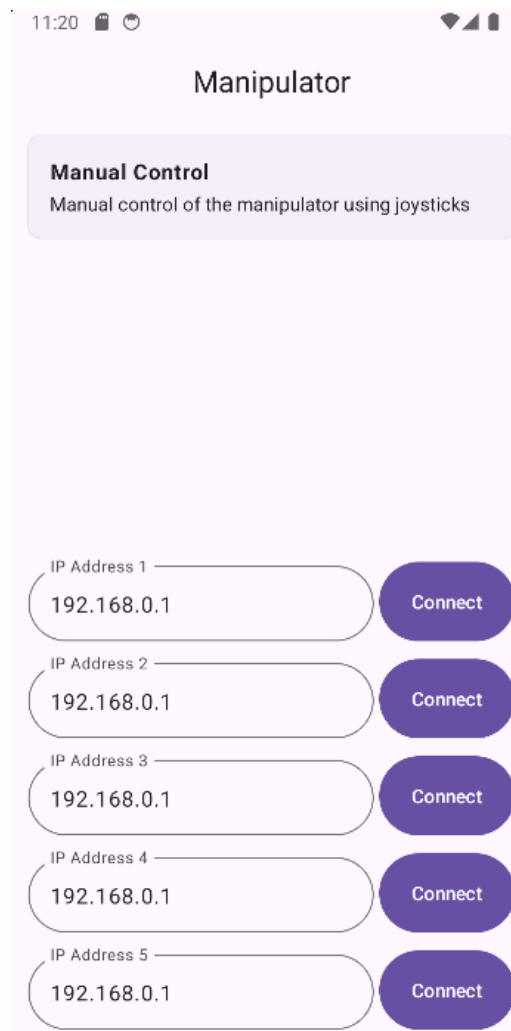 11:20
Manipulator
Manual Control
Manual control of the manipulator using joysticks
IP Address 1
192.168.0.1
Connect
IP Address 2
192.168.0.1
Connect
IP Address 3
192.168.0.1
Connect
IP Address 4
192.168.0.1
Connect
IP Address 5
192.168.0.1
Connect